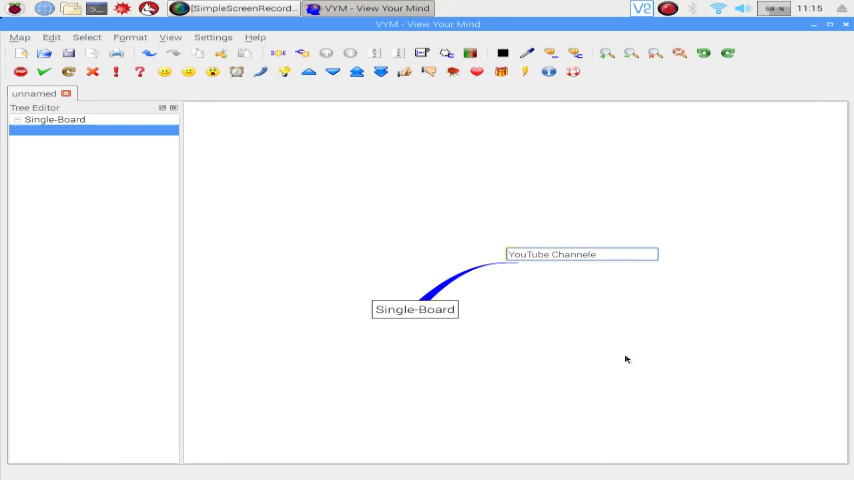 [SimpleScreenRecord...
VYM - View Your Mind
V2
11:15
VYM - View Your Mind
Map Edit Select Format View Settings Help
unnamed
Tree Editor
Single-Board
YouTube Channele
Single-Board